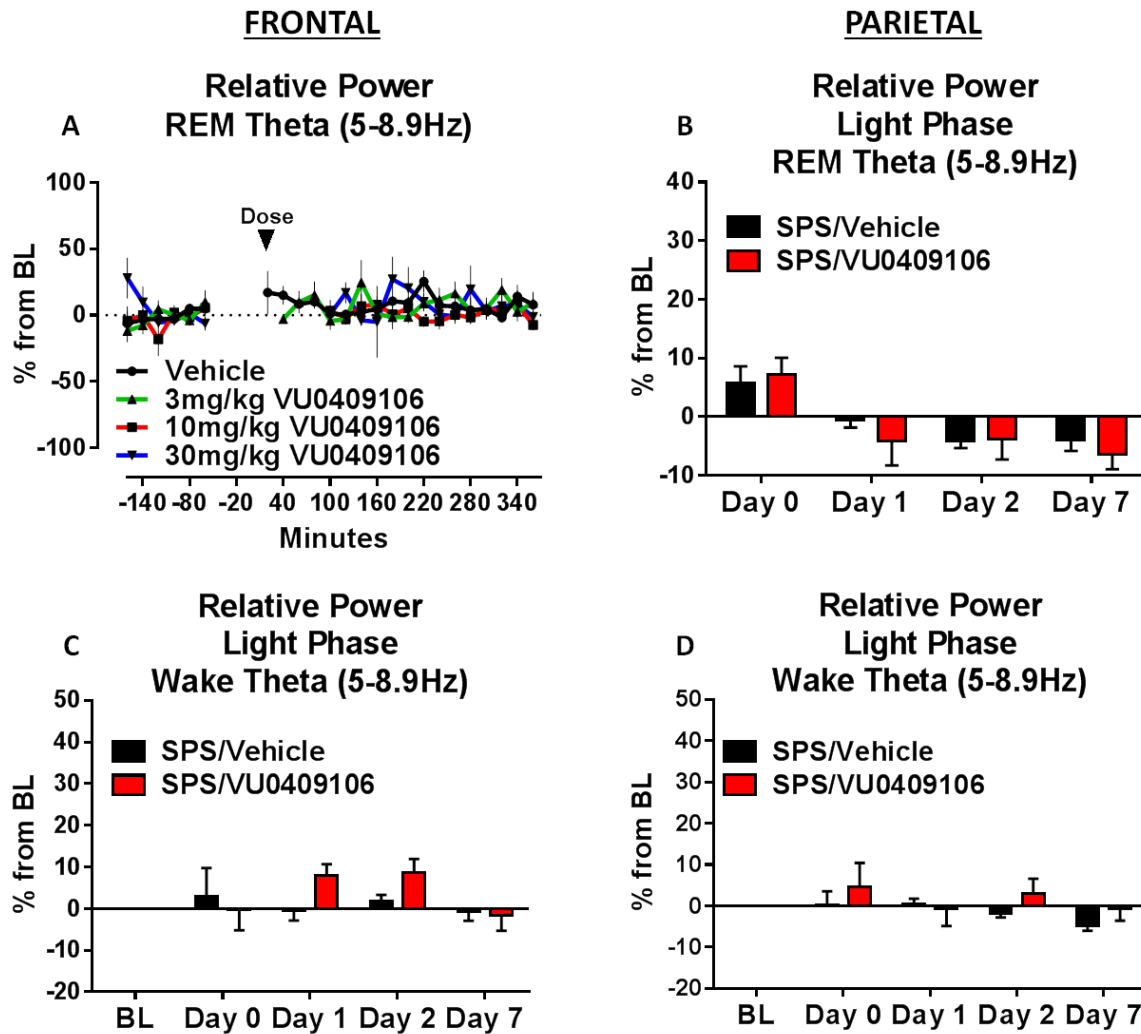 FRONTAL
PARIETAL
A
Relative Power
REM Theta (5-8.9Hz)
100
50
0
-50
-100
% from BL
Dose
Vehicle
3mg/kg VU0409106
10mg/kg VU0409106
30mg/kg VU0409106
-140 -80 -20 40 100 160 220 280 340
Minutes
B
Relative Power
Light Phase
REM Theta (5-8.9Hz)
40
30
20
10
0
-10
% from BL
SPS/Vehicle
SPS/VU0409106
Day 0 Day 1 Day 2 Day 7
C
Relative Power
Light Phase
Wake Theta (5-8.9Hz)
50
40
30
20
10
0
-10
-20
% from BL
SPS/Vehicle
SPS/VU0409106
BL Day 0 Day 1 Day 2 Day 7
D
Relative Power
Light Phase
Wake Theta (5-8.9Hz)
50
40
30
20
10
0
-10
-20
% from BL
SPS/Vehicle
SPS/VU0409106
BL Day 0 Day 1 Day 2 Day 7